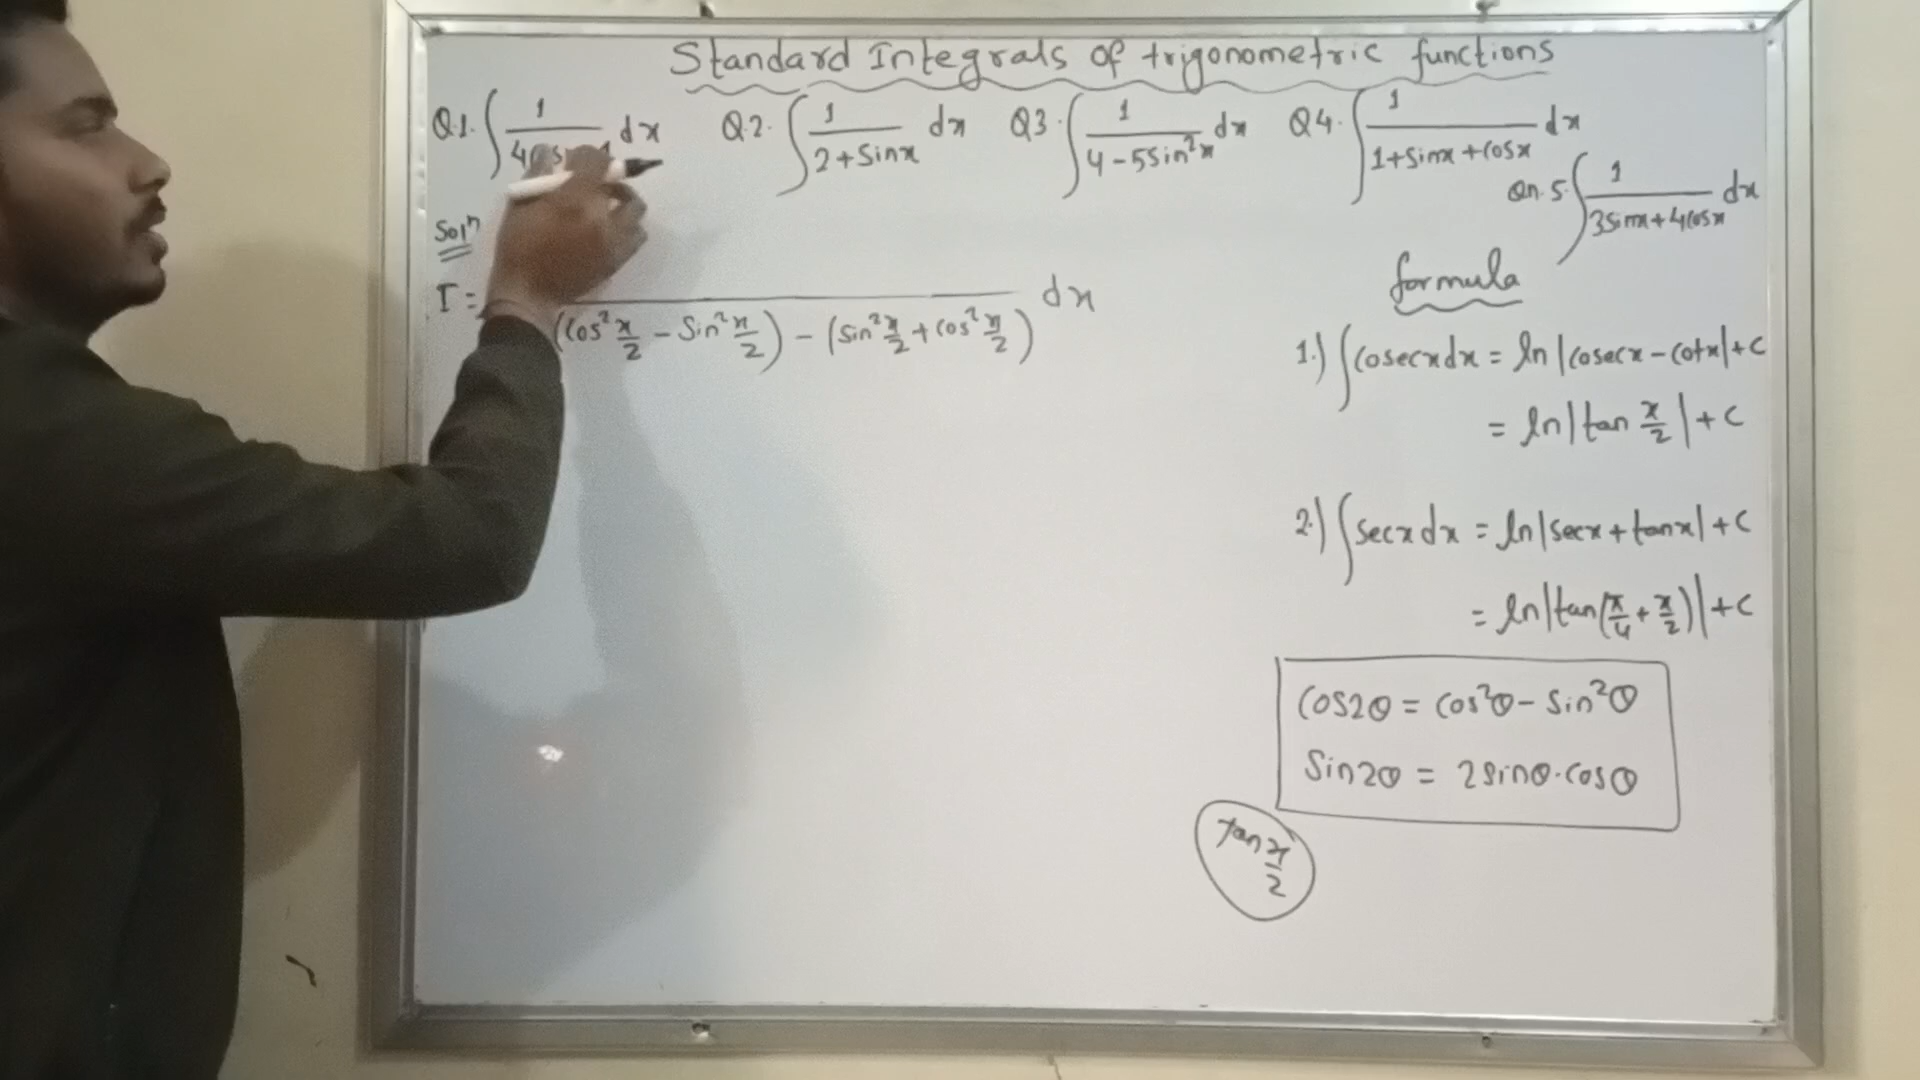 Standard Integrals of trigonometric functions
Q.1. ∫ 1/4cosx dx Q.2. ∫ 1/(2+sinx) dx Q3. ∫ 1/(4-5sin²x) dx Q4. ∫ 1/(1+sinx+cosx) dx
Qn.5 ∫ 1/(3sinx+4cosx) dx
Solⁿ
I = (cos² x/2 - sin² x/2) - (sin² x/2 + cos² x/2) dx
formula
1.) ∫cosecx dx = ln|cosecx - cotx|+c
= ln|tan x/2|+c
2.) ∫secx dx = ln|secx + tanx|+c
= ln|tan(π/4 + x/2)|+c
cos2θ = cos²θ - sin²θ
sin2θ = 2sinθ.cosθ
tan x/2